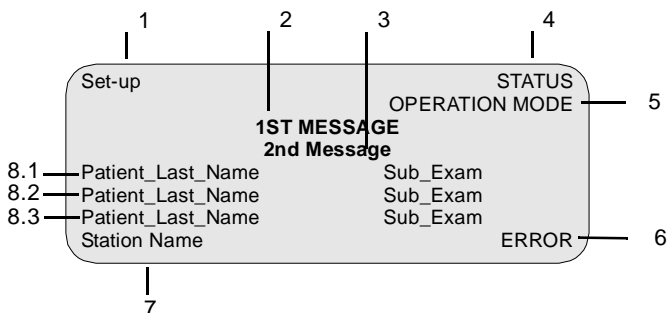 1 2 3 4
Set-up STATUS
OPERATION MODE 5
1ST MESSAGE
2nd Message
8.1 Patient_Last_Name Sub_Exam
8.2 Patient_Last_Name Sub_Exam
8.3 Patient_Last_Name Sub_Exam
Station Name ERROR 6
7